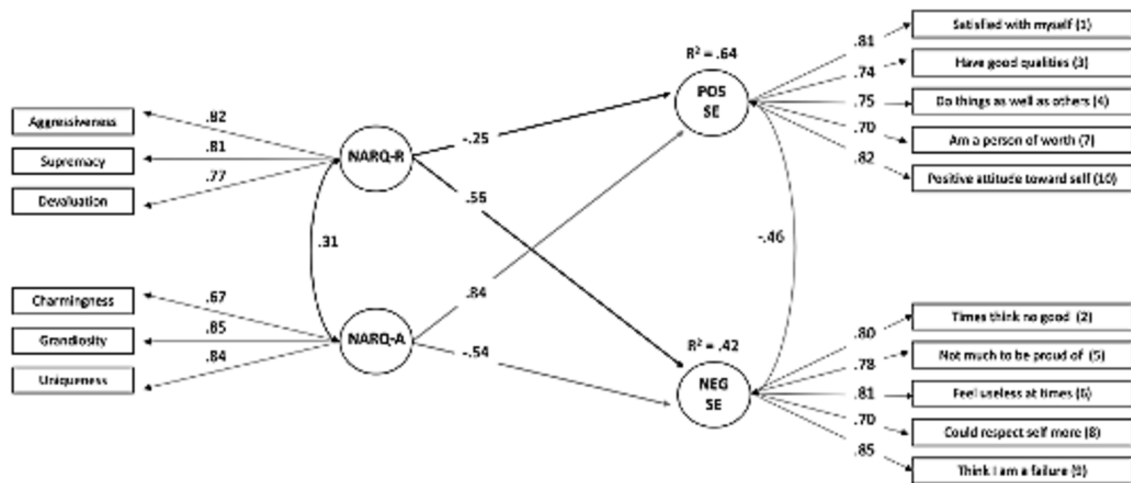 Aggressiveness
Supremacy
Devaluation
.82
.81
.77
NARQ-R
.31
Charmingness
Grandiosity
Uniqueness
.67
.85
.84
NARQ-A
-.25
.55
.84
-.54
R² = .64
POS
SE
-.46
R² = .42
NEG
SE
.81
.74
.75
.70
.82
Satisfied with myself (1)
Have good qualities (3)
Do things as well as others (4)
Am a person of worth (7)
Positive attitude toward self (10)
.80
.78
.81
.70
.85
Times think no good (2)
Not much to be proud of (5)
Feel useless at times (6)
Could respect self more (8)
Think I am a failure (9)